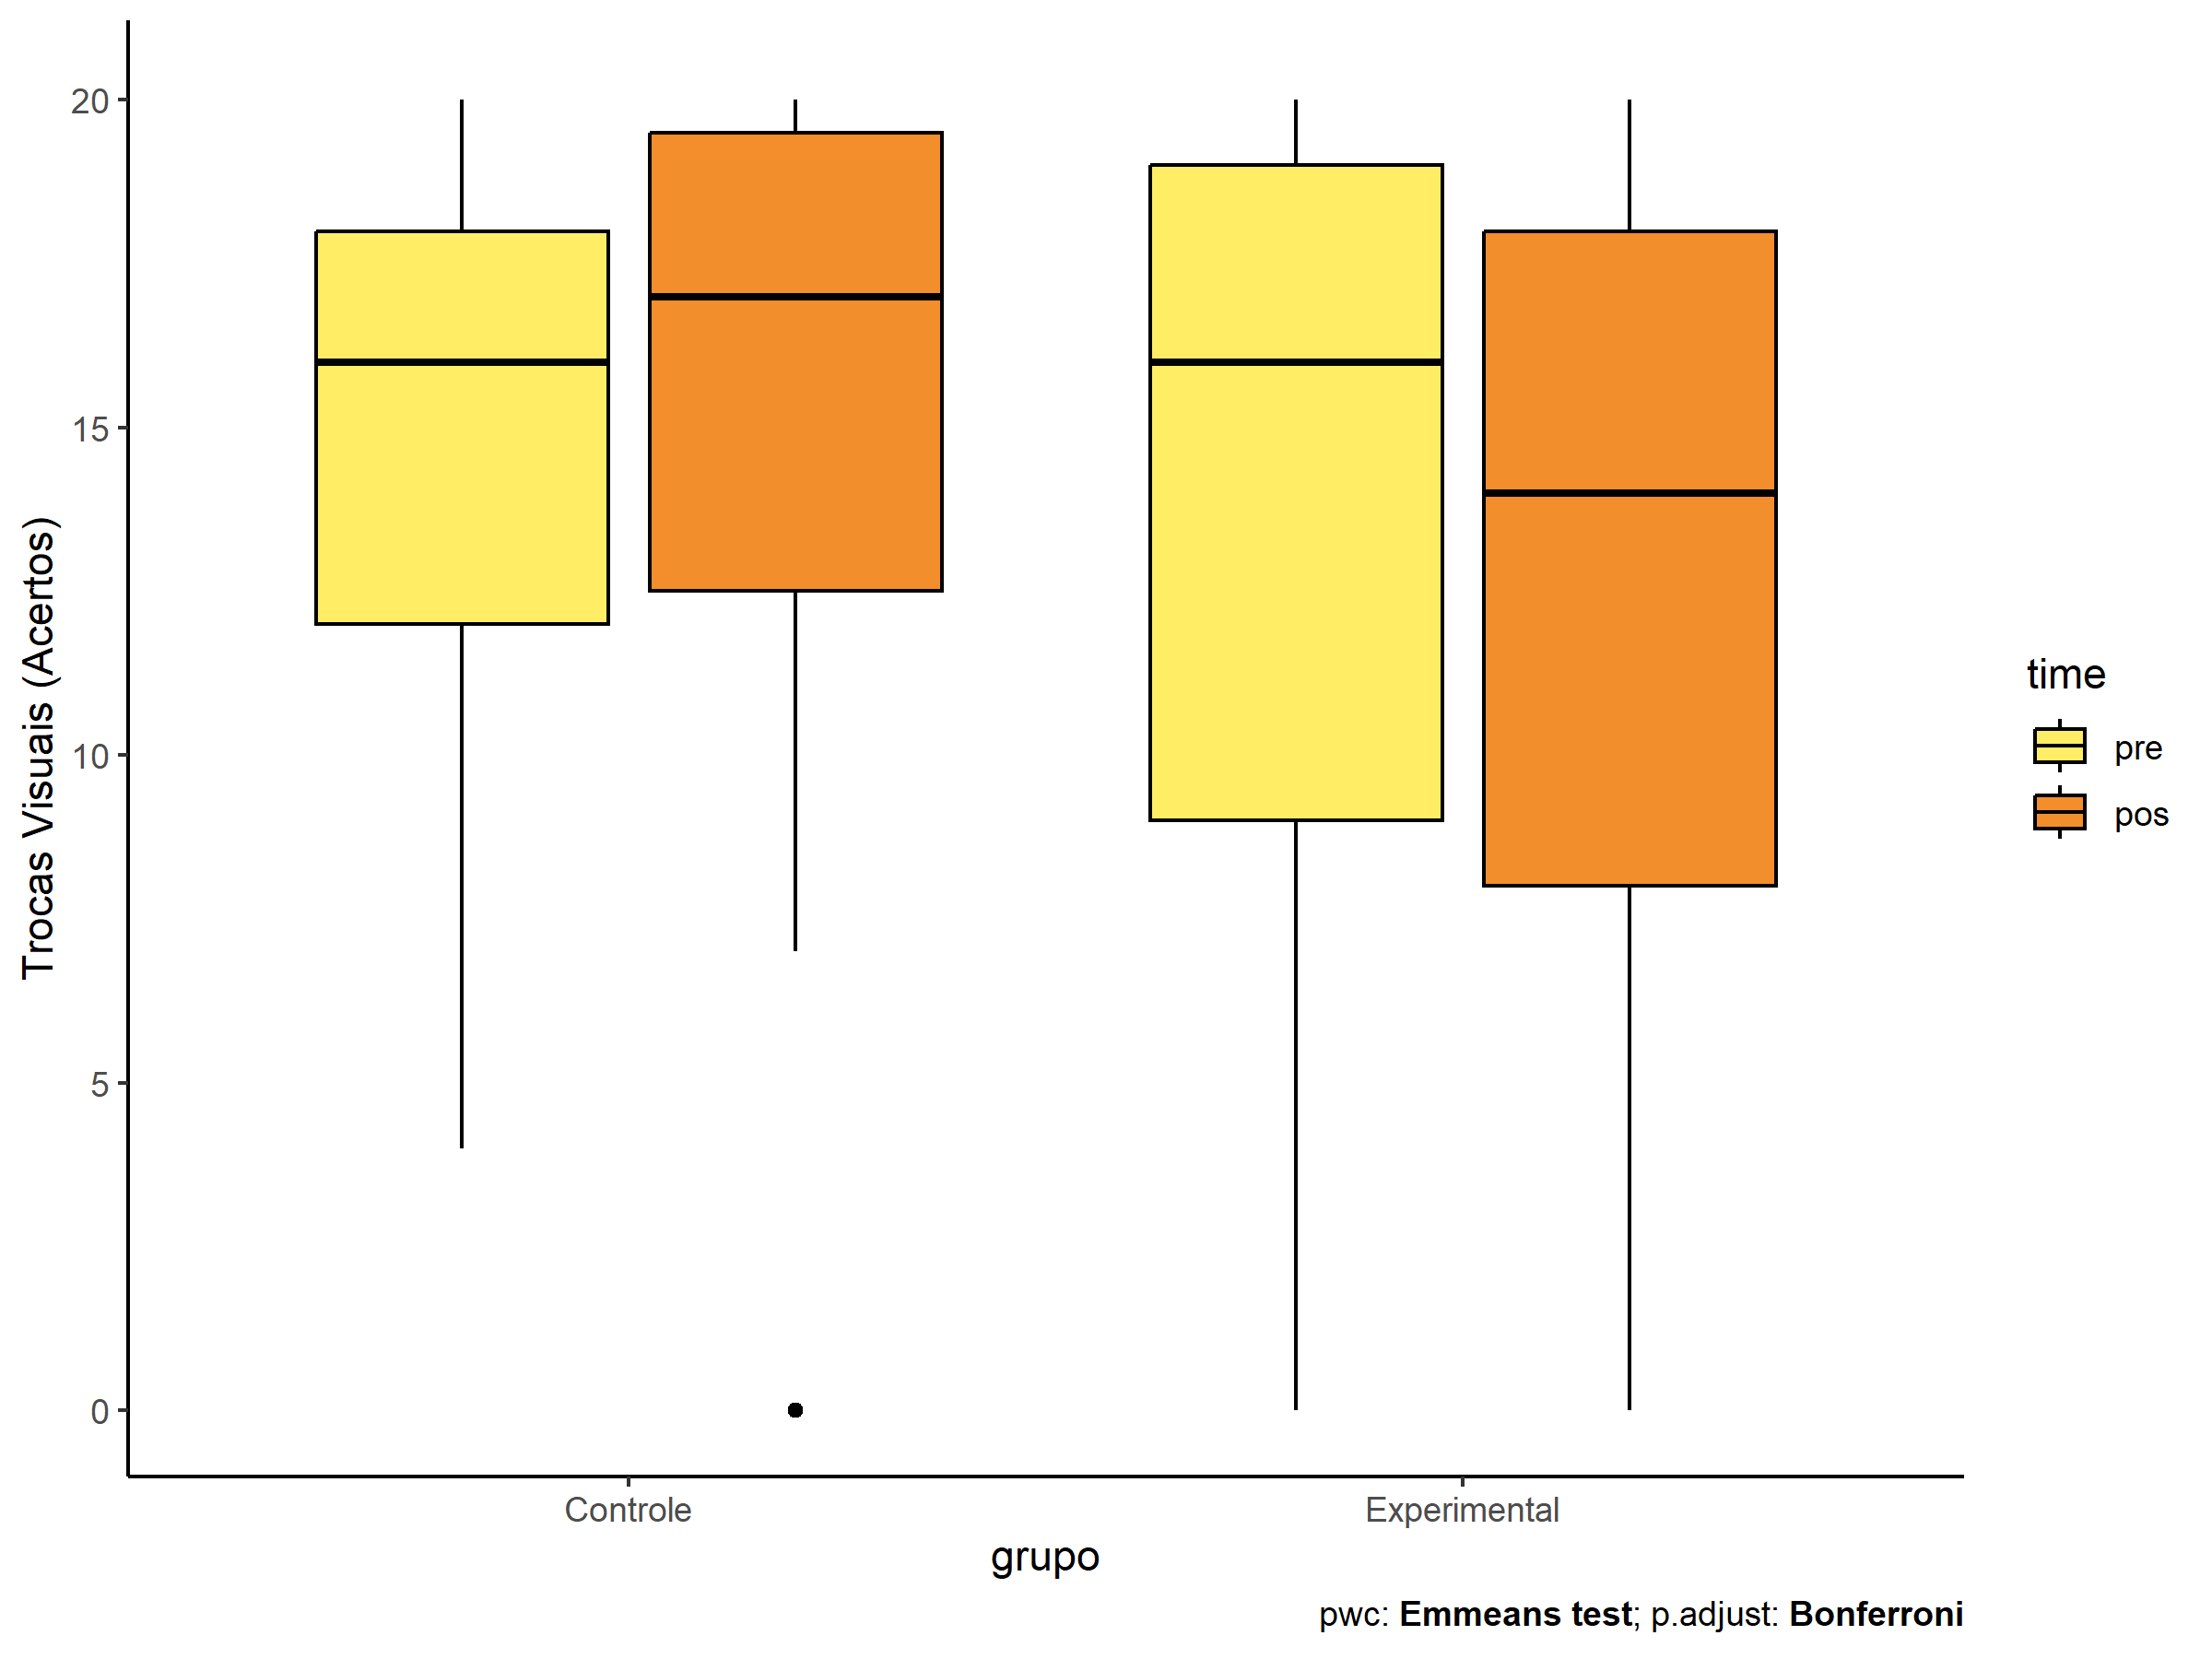 Trocas Visuais (Acertos)
20
15
10
5
0
Controle
Experimental
grupo
time
pre
pos
pwc: Emmeans test; p.adjust: Bonferroni